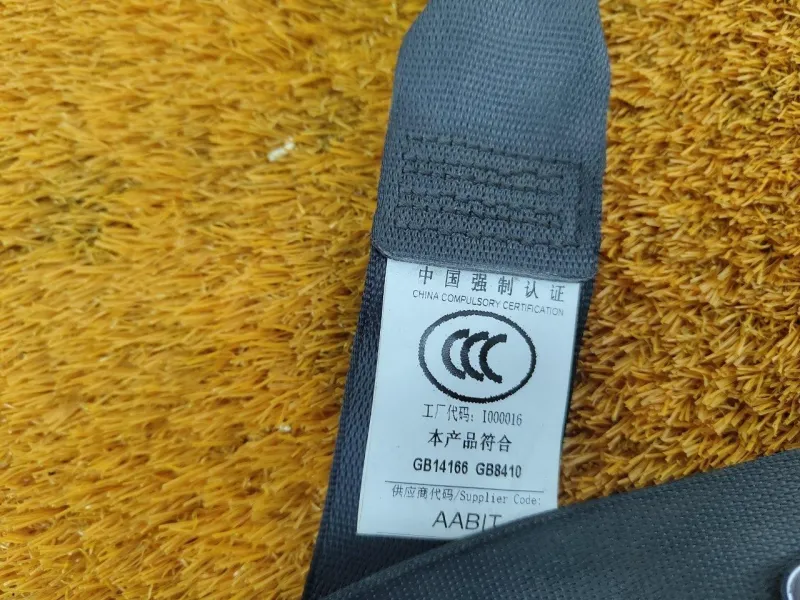 中国强制认证
CHINA COMPULSORY CERTIFICATION
CCC
工厂代码: I000016
本产品符合
GB14166 GB8410
供应商代码/Supplier Code:
AABIT